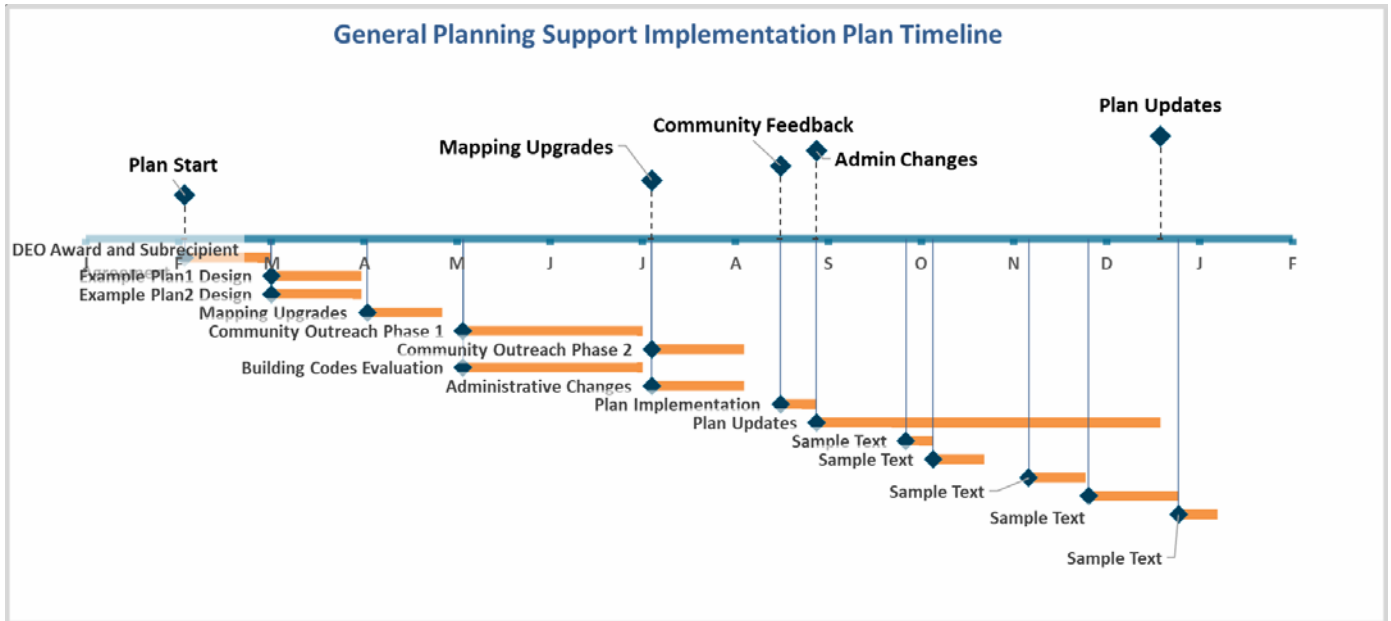 General Planning Support Implementation Plan Timeline
Plan Updates
Community Feedback
Mapping Upgrades
Admin Changes
Plan Start
DEO Award and Subrecipient
Agreement
J F M A M J J A S O N D J F
Example Plan1 Design
Example Plan2 Design
Mapping Upgrades
Community Outreach Phase 1
Community Outreach Phase 2
Building Codes Evaluation
Administrative Changes
Plan Implementation
Plan Updates
Sample Text
Sample Text
Sample Text
Sample Text
Sample Text